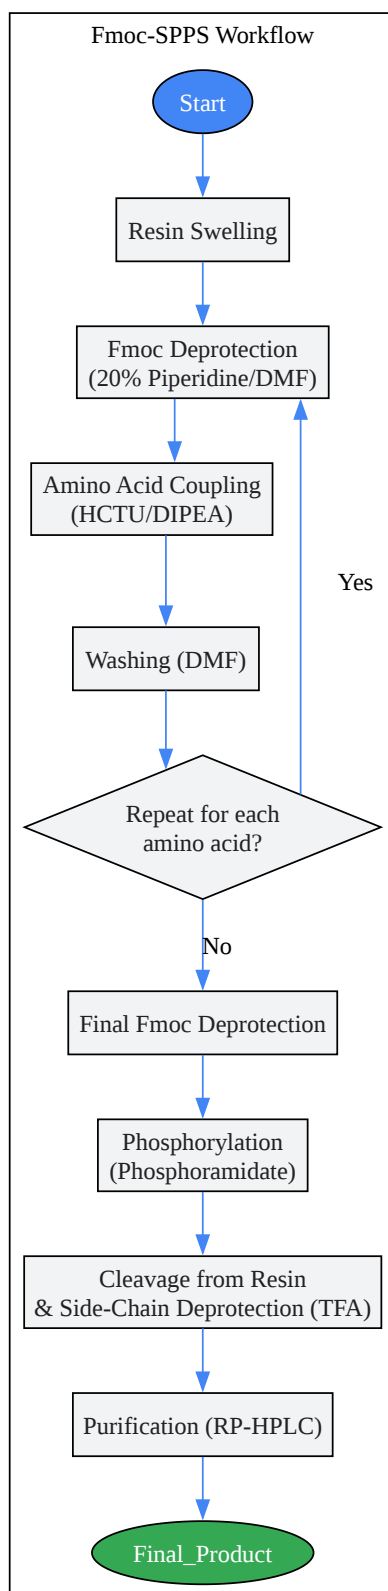 Fmoc-SPPS Workflow
Start
Resin Swelling
Fmoc Deprotection
(20% Piperidine/DMF)
Amino Acid Coupling
(HCTU/DIPEA)
Yes
Washing (DMF)
Repeat for each
amino acid?
No
Final Fmoc Deprotection
Phosphorylation
(Phosphoramidate)
Cleavage from Resin
& Side-Chain Deprotection (TFA)
Purification (RP-HPLC)
Final_Product